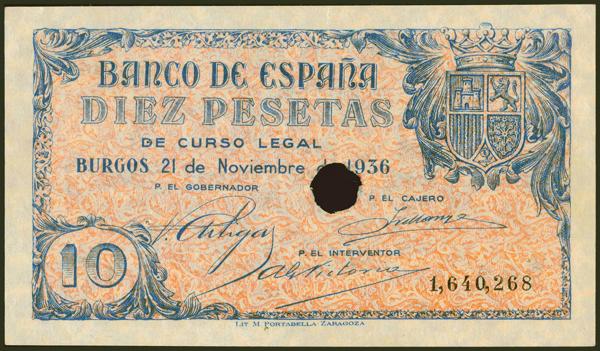 BANCO DE ESPAÑA
DIEZ PESETAS
DE CURSO LEGAL
BURGOS 21 de Noviembre 1936
P. EL GOBERNADOR
P. EL CAJERO
P. EL INTERVENTOR
10
1,640,268
LIT M. PORTABELLA ZARAGOZA